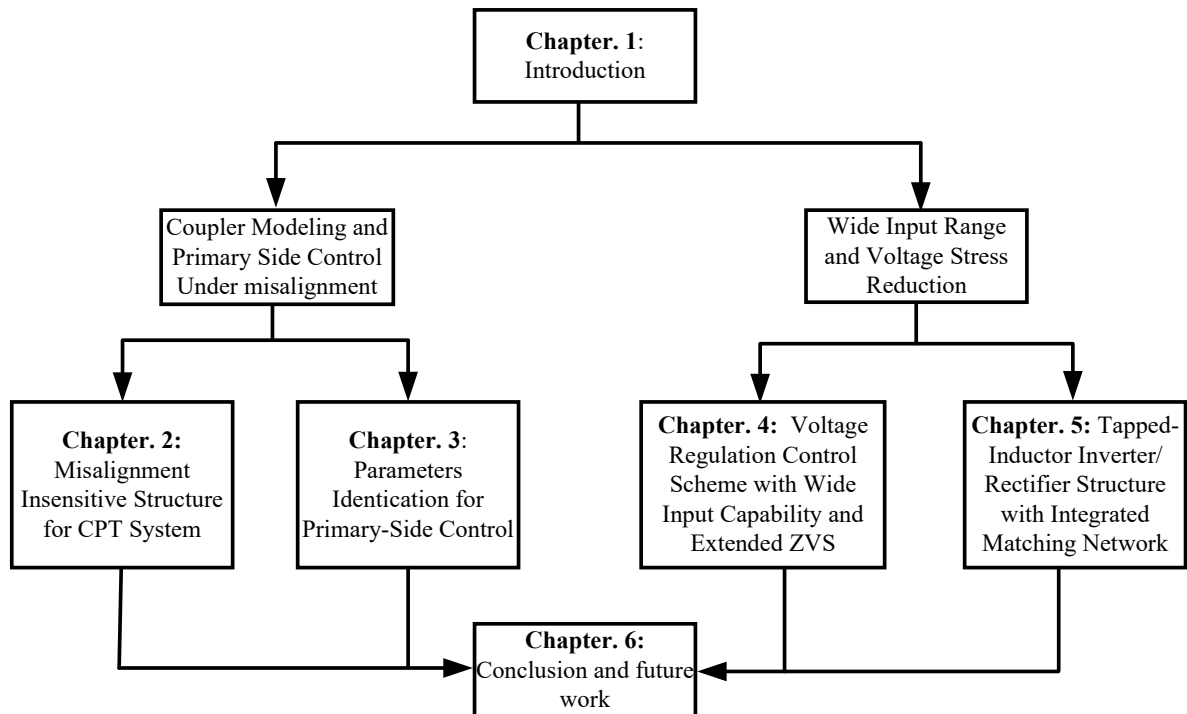 Chapter. 1:
Introduction
Coupler Modeling and
Primary Side Control
Under misalignment
Wide Input Range
and Voltage Stress
Reduction
Chapter. 2:
Misalignment
Insensitive Structure
for CPT System
Chapter. 3:
Parameters
Identication for
Primary-Side Control
Chapter. 4: Voltage
Regulation Control
Scheme with Wide
Input Capability and
Extended ZVS
Chapter. 5: Tapped-
Inductor Inverter/
Rectifier Structure
with Integrated
Matching Network
Chapter. 6:
Conclusion and future
work